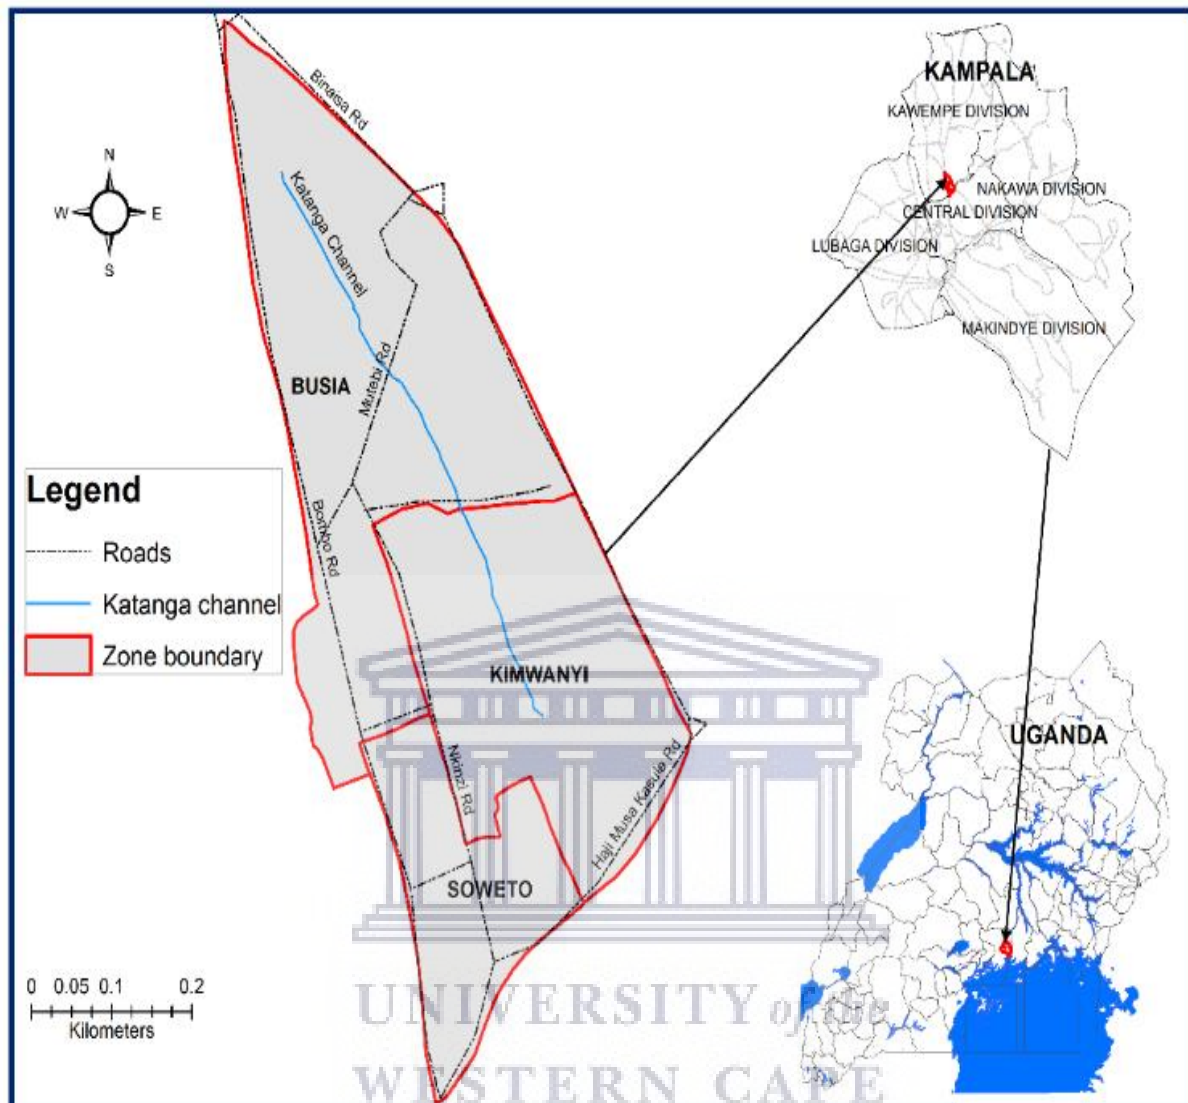 KAMPALA
KAWEMPE DIVISION
NAKAWA DIVISION
CENTRAL DIVISION
LUBAGA DIVISION
MAKINDYE DIVISION
Binaisa Rd
N
W
E
S
Katanga Channel
Mutebi Rd
BUSIA
Bombo Rd
Legend
Roads
Katanga channel
Zone boundary
KIMWANYI
Nkinzi Rd
Haji Musa Kasule Rd
SOWETO
UGANDA
0 0.05 0.1 0.2
Kilometers
UNIVERSITY of the
WESTERN CAPE